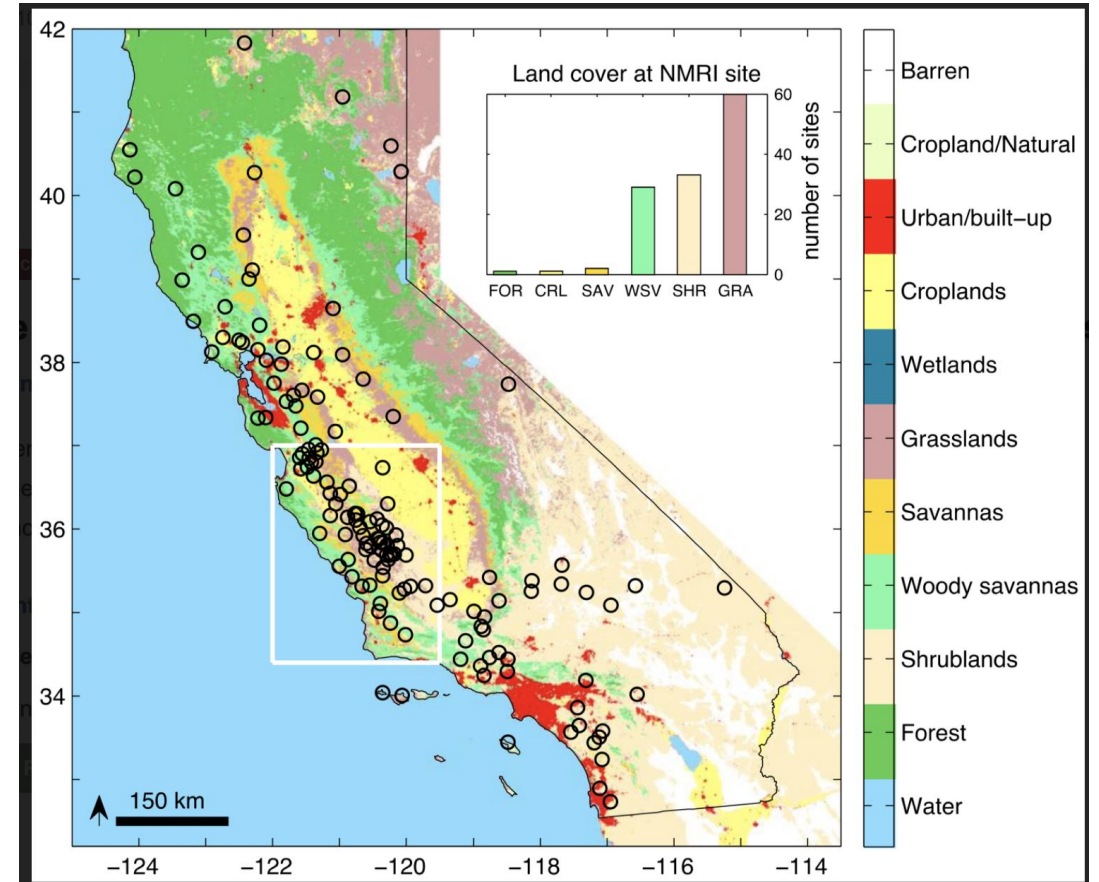 42
40
38
36
34
−124
−122
−120
−118
−116
−114
150 km
Land cover at NMRI site
60
40
20
0
number of sites
FOR CRL SAV WSV SHR GRA
Barren
Cropland/Natural
Urban/built−up
Croplands
Wetlands
Grasslands
Savannas
Woody savannas
Shrublands
Forest
Water